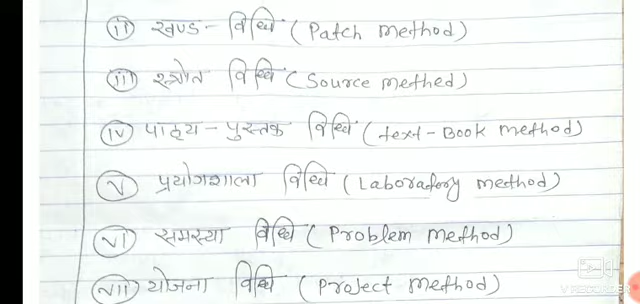 (ii) खण्ड - विधि (Patch method)
(iii) स्त्रोत विधि (Source method)
(iv) पाठ्य - पुस्तक विधि (text - Book method)
(v) प्रयोगशाला विधि (Laboratory method)
(vi) समस्या विधि (Problem method)
(vii) योजना विधि (Project method)
V RECORDER